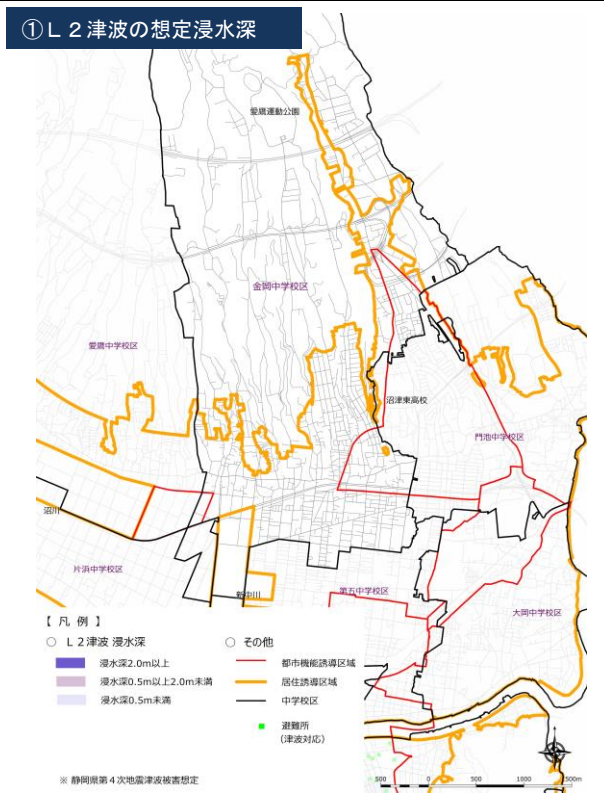 ①L2津波の想定浸水深
愛鷹運動公園
金岡中学校区
愛鷹中学校区
沼津東高校
門池中学校区
沼川
片浜中学校区
新中川
第五中学校区
大岡中学校区
【 凡 例 】
○ L2津波 浸水深
浸水深2.0m以上
浸水深0.5m以上2.0m未満
浸水深0.5m未満
○ その他
都市機能誘導区域
居住誘導区域
中学校区
避難所
(津波対応)
※ 静岡県第4次地震津波被害想定
500 0 500 1000 1500m